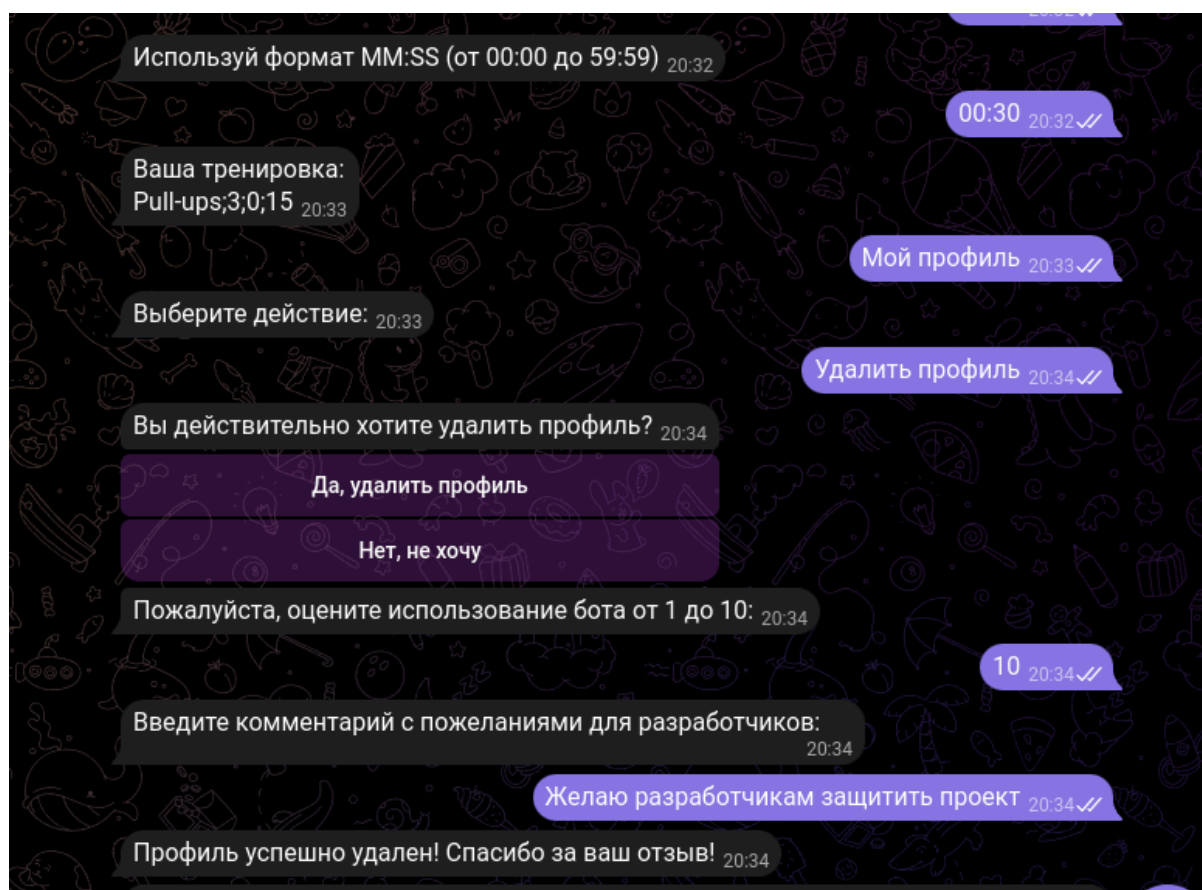 Используй формат MM:SS (от 00:00 до 59:59) 20:32
00:30 20:32
Ваша тренировка:
Pull-ups;3;0;15 20:33
Мой профиль 20:33
Выберите действие: 20:33
Удалить профиль 20:34
Вы действительно хотите удалить профиль? 20:34
Да, удалить профиль
Нет, не хочу
Пожалуйста, оцените использование бота от 1 до 10: 20:34
10 20:34
Введите комментарий с пожеланиями для разработчиков:
20:34
Желаю разработчикам защитить проект 20:34
Профиль успешно удален! Спасибо за ваш отзыв! 20:34